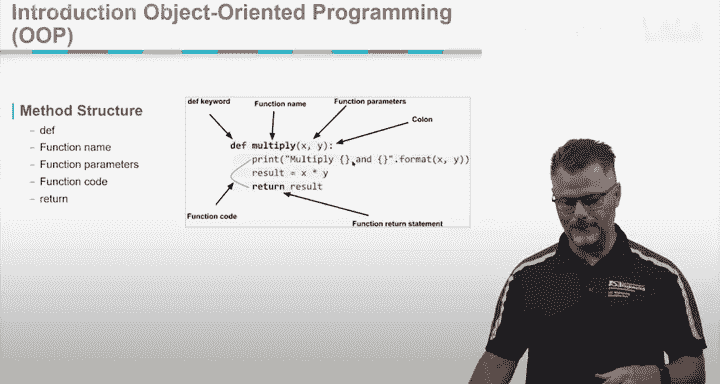 Introduction Object-Oriented Programming
(OOP)
Method Structure
– def
– Function name
– Function parameters
– Function code
– return
def keyword
Function name
Function parameters
Colon
def multiply(x, y):
print("Multiply {} and {}".format(x, y))
result = x * y
return result
Function code
Function return statement